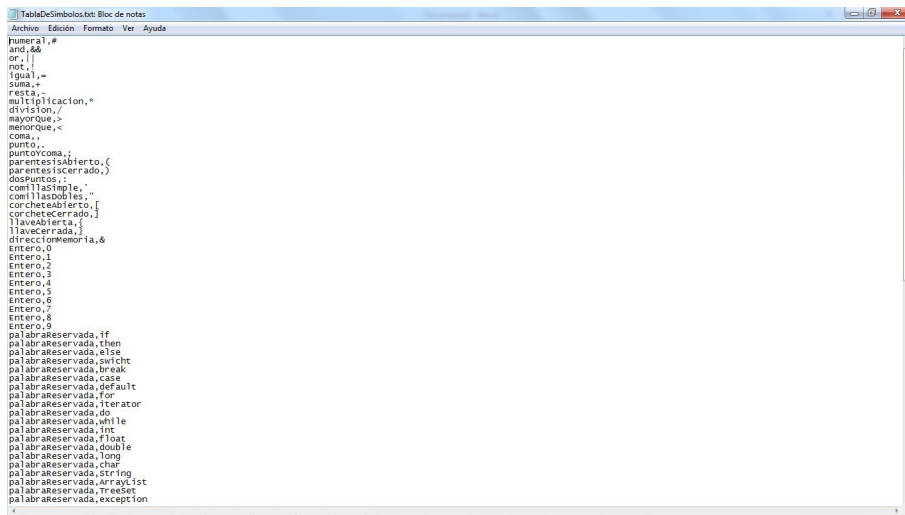 TablaDeSimbolos.txt: Bloc de notas
Archivo Edición Formato Ver Ayuda
numeral,#
and,&&
or,||
not,!
igual,=
suma,+
resta,-
multiplicacion,*
division,/
mayorQue,>
menorQue,<
coma,,
punto,.
puntoYcoma,;
parentesisAbierto,(
parentesisCerrado,)
dosPuntos,:
comillaSimple,'
comillasDobles,"
corcheteAbierto,[
corcheteCerrado,]
llaveAbierta,{
llaveCerrada,}
direccionMemoria,&
Entero,0
Entero,1
Entero,2
Entero,3
Entero,4
Entero,5
Entero,6
Entero,7
Entero,8
Entero,9
palabraReservada,if
palabraReservada,then
palabraReservada,else
palabraReservada,swicht
palabraReservada,break
palabraReservada,case
palabraReservada,default
palabraReservada,for
palabraReservada,iterator
palabraReservada,do
palabraReservada,while
palabraReservada,int
palabraReservada,float
palabraReservada,double
palabraReservada,long
palabraReservada,char
palabraReservada,String
palabraReservada,ArrayList
palabraReservada,TreeSet
palabraReservada,exception